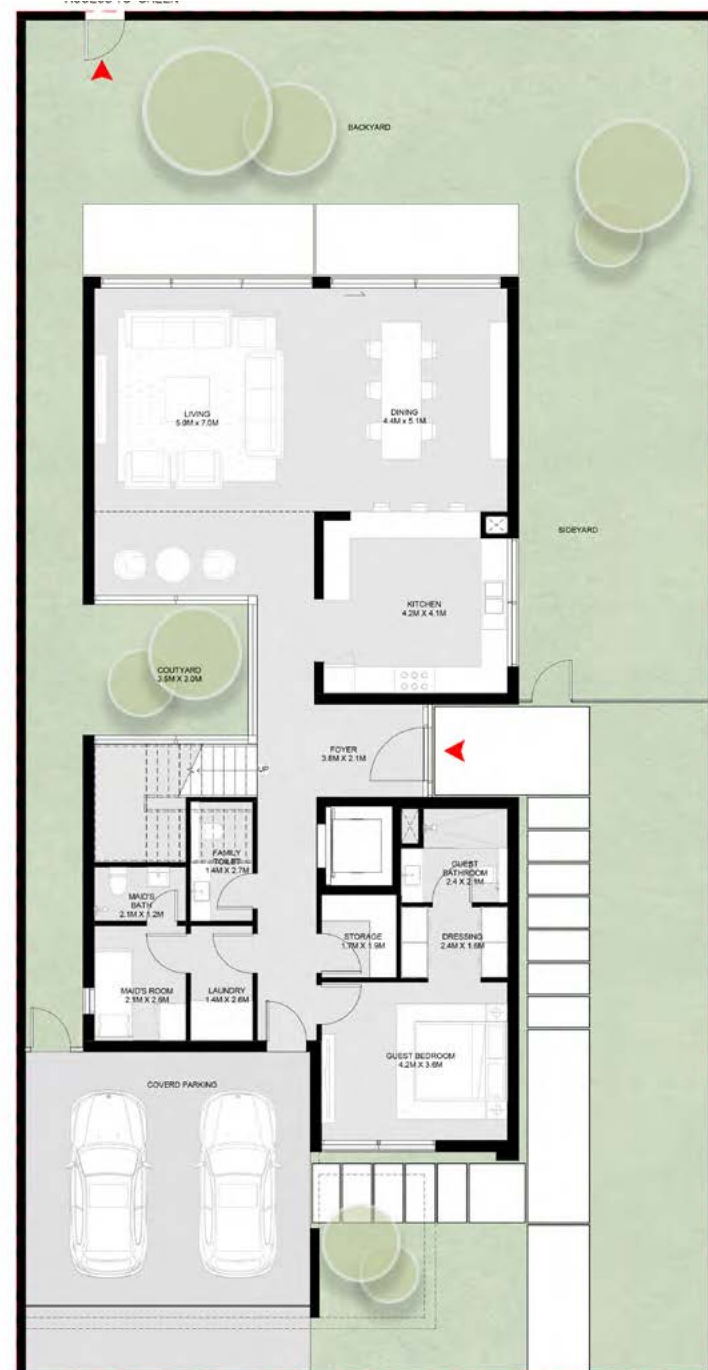 BACKYARD
LIVING
5.0M x 7.0M
DINING
4.4M x 5.1M
SIDEYARD
KITCHEN
4.2M X 4.1M
COUTYARD
3.5M X 2.0M
FOYER
3.8M X 2.1M
UP
FAMILY
TOILET
1.4M X 2.7M
GUEST
BATHROOM
2.4 X 2.1M
MAID'S
BATH
2.1M X 1.2M
STORAGE
1.7M X 1.9M
DRESSING
2.4M X 1.6M
MAID'S ROOM
2.1M X 2.6M
LAUNDRY
1.4M X 2.6M
GUEST BEDROOM
4.2M X 3.6M
COVERD PARKING